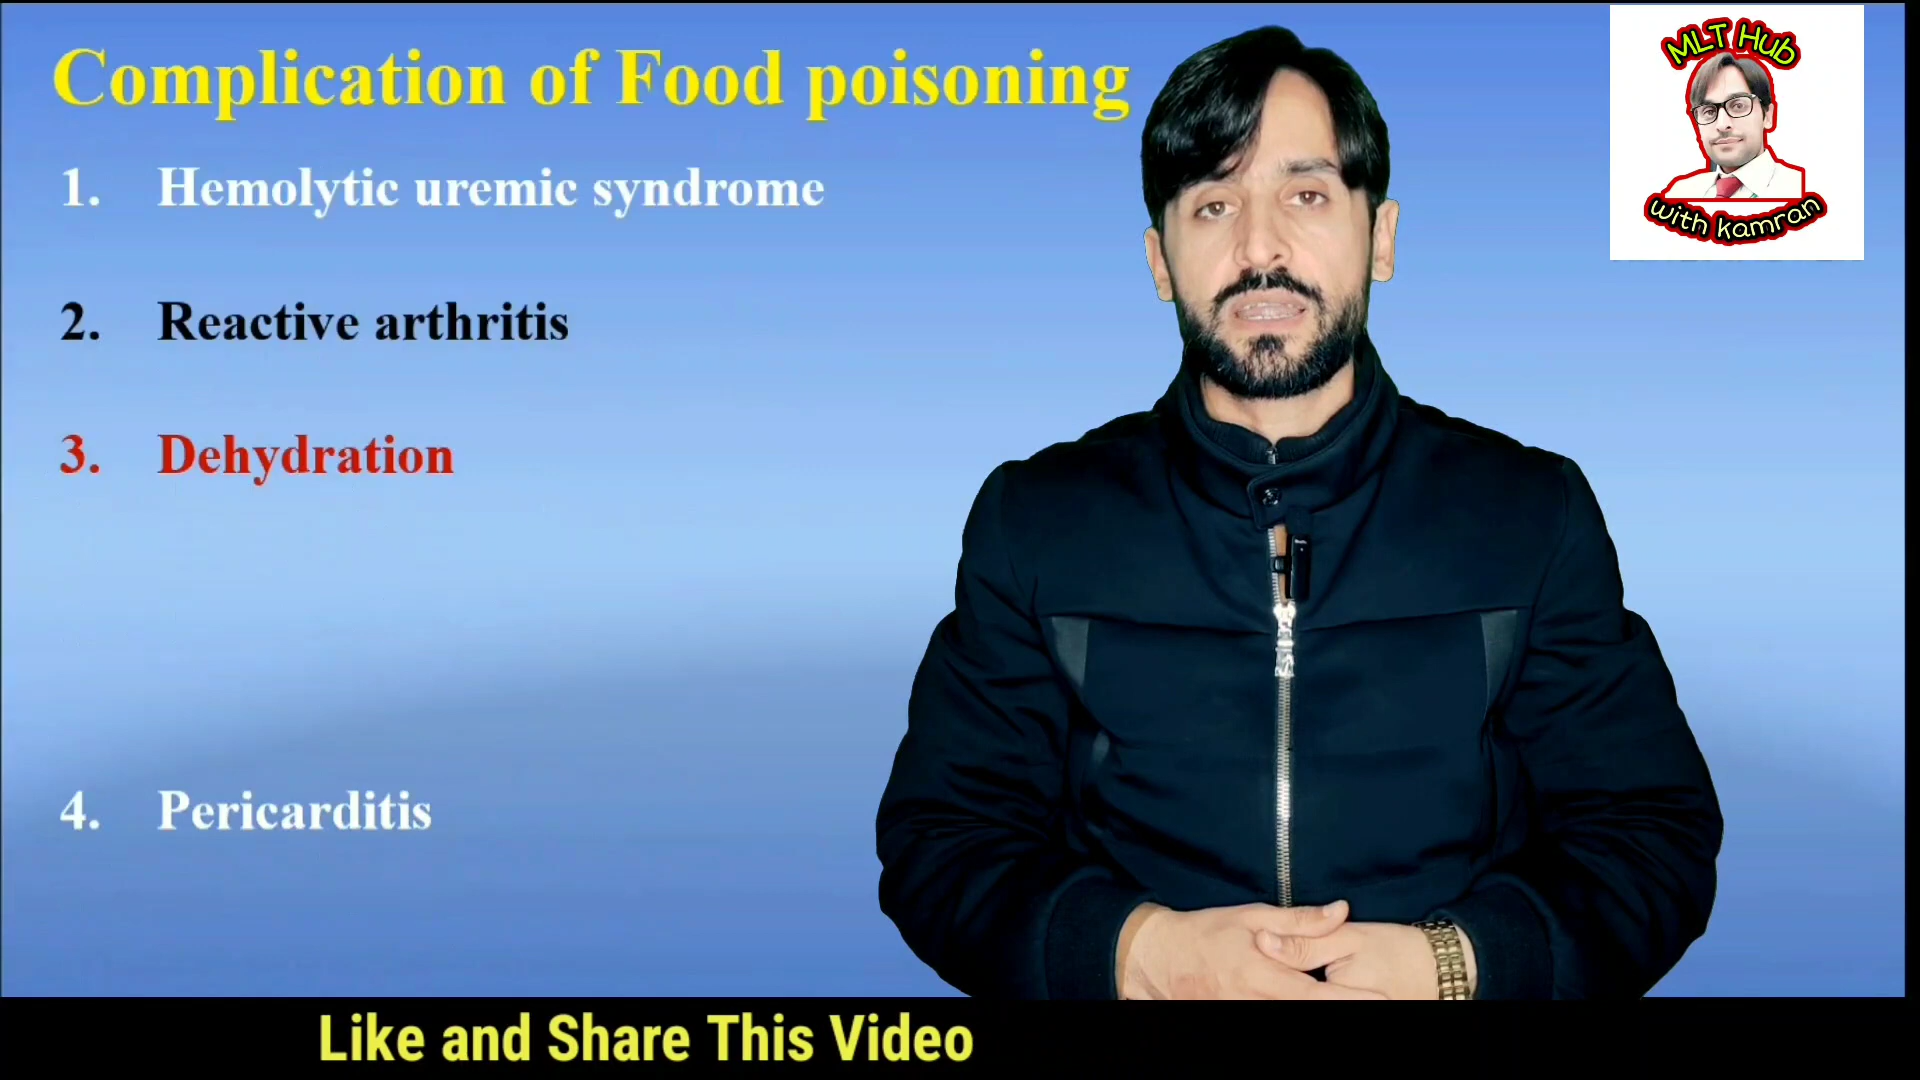 Complication of Food poisoning
1. Hemolytic uremic syndrome
2. Reactive arthritis
3. Dehydration
4. Pericarditis
MLT Hub
with kamran
Like and Share This Video